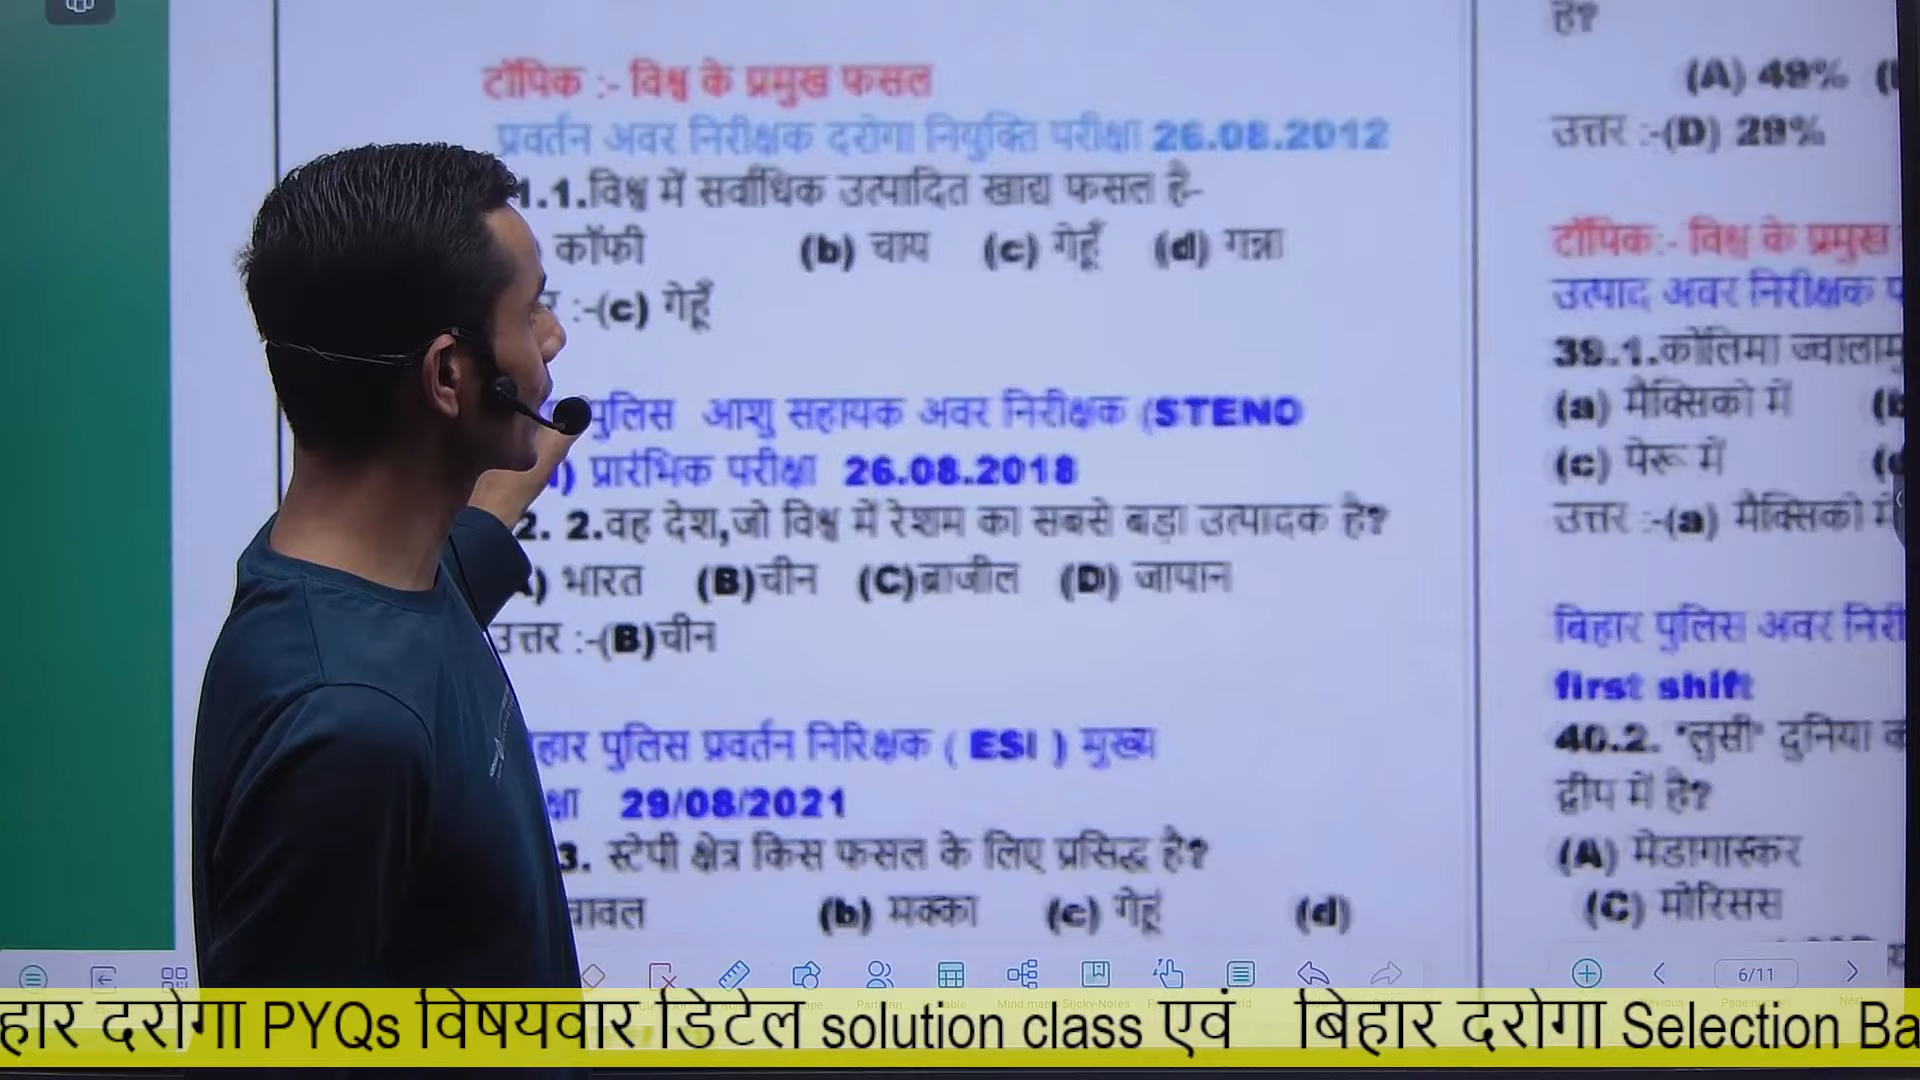 टॉपिक :- विश्व के प्रमुख फसल
प्रवर्तन अवर निरीक्षक दरोगा नियुक्ति परीक्षा 26.08.2012
1.1.विश्व में सर्वाधिक उत्पादित खाद्य फसल है-
कॉफी (b) चाय (c) गेहूँ (d) गन्ना
:-(c) गेहूँ
पुलिस आशु सहायक अवर निरीक्षक (STENO
) प्रारंभिक परीक्षा 26.08.2018
2. 2.वह देश,जो विश्व में रेशम का सबसे बड़ा उत्पादक है?
) भारत (B)चीन (C)ब्राजील (D) जापान
उत्तर :-(B)चीन
हार पुलिस प्रवर्तन निरिक्षक ( ESI ) मुख्य
क्षा 29/08/2021
3. स्टेपी क्षेत्र किस फसल के लिए प्रसिद्ध है?
चावल (b) मक्का (c) गेहूं (d)
है?
(A) 49%
उत्तर :-(D) 29%
टॉपिक:- विश्व के प्रमुख
उत्पाद अवर निरीक्षक प
39.1.कोलिमा ज्वालामु
(a) मैक्सिको में
(c) पेरू में
उत्तर :-(a) मैक्सिको में
बिहार पुलिस अवर निरी
first shift
40.2. "लुसी" दुनिया क
द्वीप में है?
(A) मेडागास्कर
(C) मोरिसस
6/11
हार दरोगा PYQs विषयवार डिटेल solution class एवं बिहार दरोगा Selection Ba